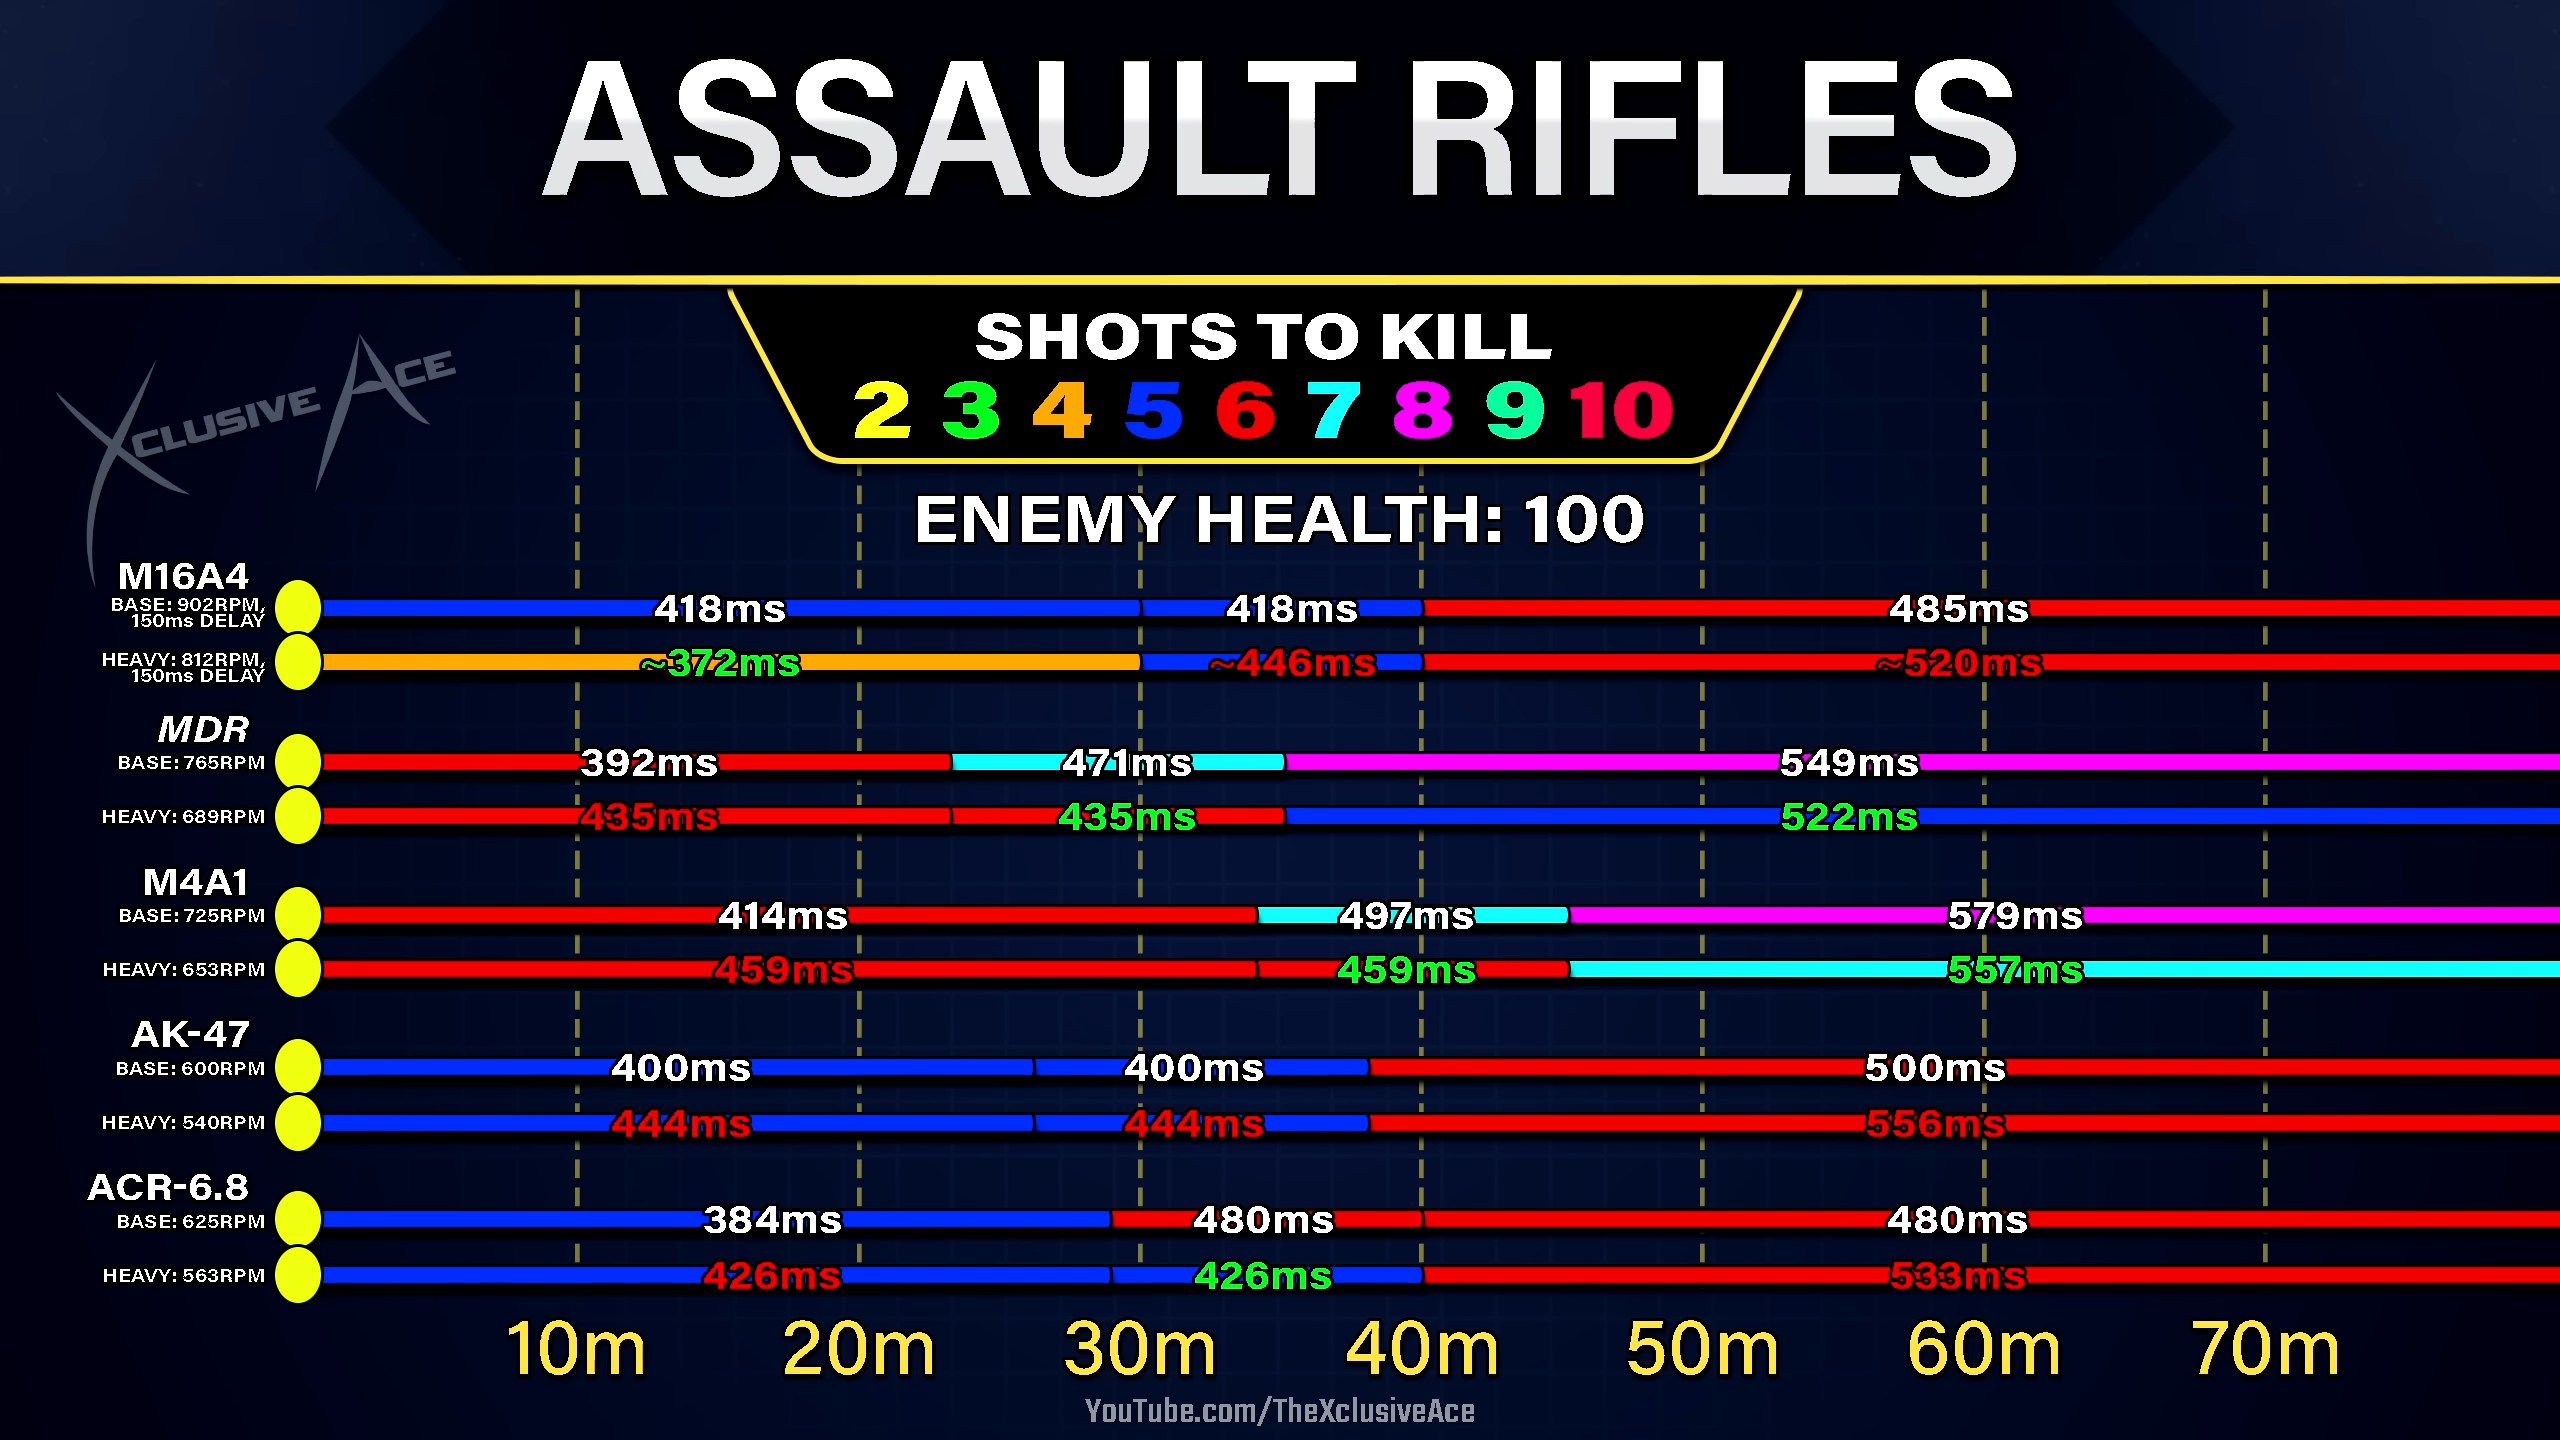 ASSAULT RIFLES
SHOTS TO KILL
2 3 4 5 6 7 8 9 10
XCLUSIVE ACE
ENEMY HEALTH: 100
M16A4
BASE: 902RPM,
150ms DELAY
418ms 418ms 485ms
HEAVY: 812RPM,
150ms DELAY
~372ms ~446ms ~520ms
MDR
BASE: 765RPM 392ms 471ms 549ms
HEAVY: 689RPM 435ms 435ms 522ms
M4A1
BASE: 725RPM 414ms 497ms 579ms
HEAVY: 653RPM 459ms 459ms 557ms
AK-47
BASE: 600RPM 400ms 400ms 500ms
HEAVY: 540RPM 444ms 444ms 556ms
ACR-6.8
BASE: 625RPM 384ms 480ms 480ms
HEAVY: 563RPM 426ms 426ms 533ms
10m 20m 30m 40m 50m 60m 70m
YouTube.com/TheXclusiveAce